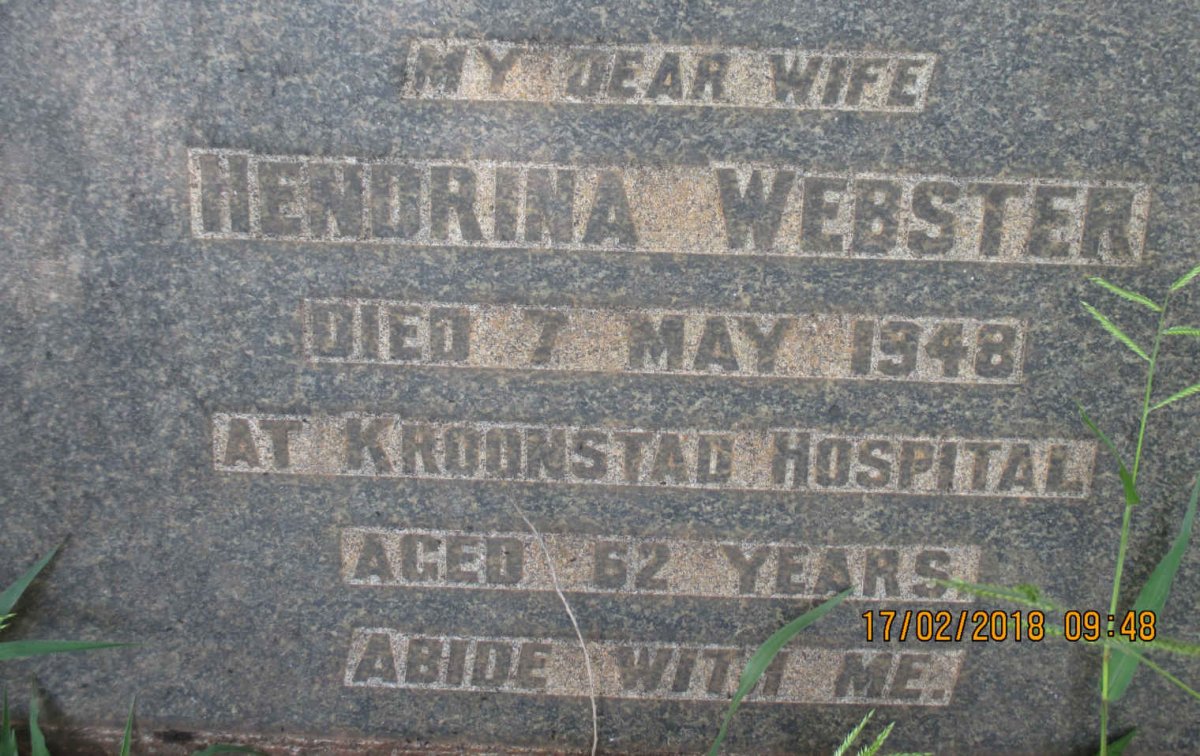 MY DEAR WIFE
HENDRINA WEBSTER
DIED 7 MAY 1948
AT KROONSTAD HOSPITAL
AGED 62 YEARS
ABIDE WITH ME.
17/02/2018 09:48